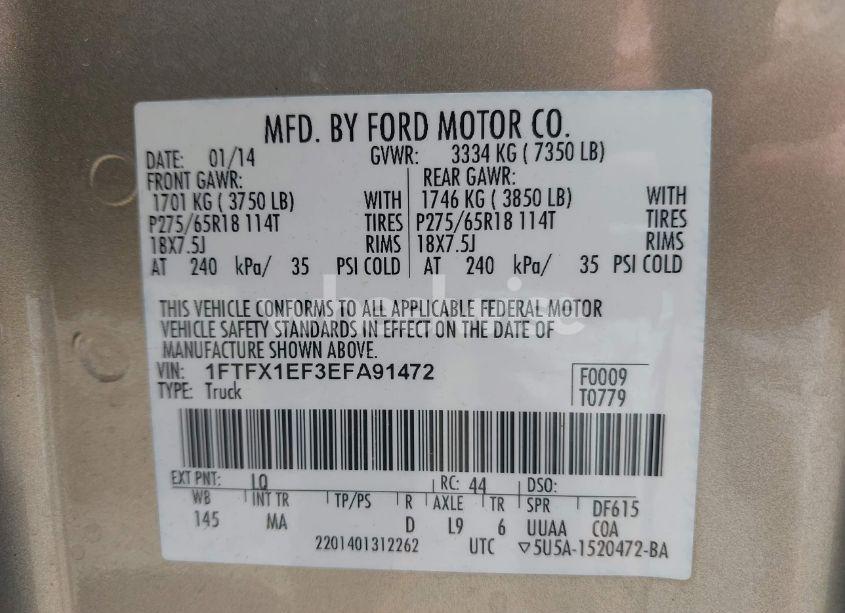 MFD. BY FORD MOTOR CO.
DATE: 01/14 GVWR: 3334 KG ( 7350 LB)
FRONT GAWR: REAR GAWR:
1701 KG ( 3750 LB) WITH 1746 KG ( 3850 LB) WITH
P275/65R18 114T TIRES P275/65R18 114T TIRES
18X7.5J RIMS 18X7.5J RIMS
AT 240 kPa/ 35 PSI COLD AT 240 kPa/ 35 PSI COLD
THIS VEHICLE CONFORMS TO ALL APPLICABLE FEDERAL MOTOR
VEHICLE SAFETY STANDARDS IN EFFECT ON THE DATE OF
MANUFACTURE SHOWN ABOVE.
VIN: 1FTFX1EF3EFA91472 F0009
TYPE: Truck T0779
EXT PNT: LQ RC: 44 DSO:
WB INT TR TP/PS R AXLE TR SPR DF615
145 MA D L9 6 UUAA COA
2201401312262 UTC ▽5U5A-1520472-BA